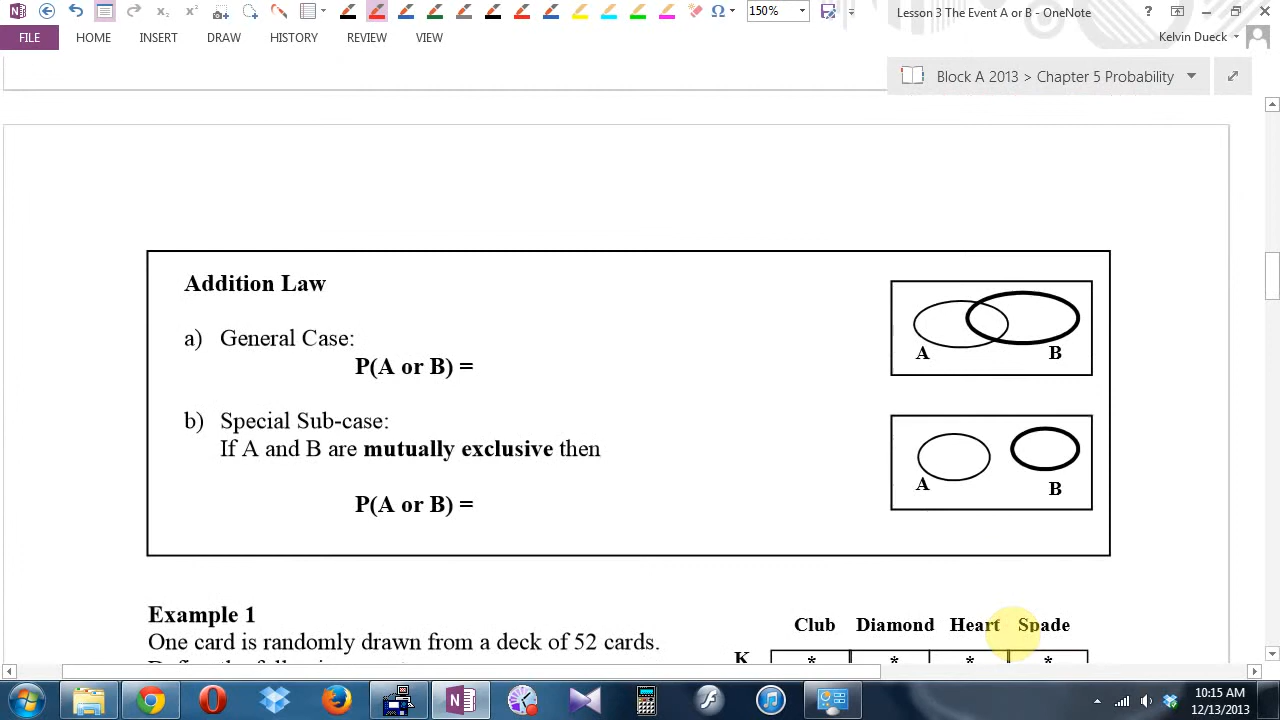 150%
Lesson 3 The Event A or B - OneNote
FILE HOME INSERT DRAW HISTORY REVIEW VIEW
Kelvin Dueck
Block A 2013 > Chapter 5 Probability
Addition Law
a) General Case:
P(A or B) =
A B
b) Special Sub-case:
If A and B are mutually exclusive then
A B
P(A or B) =
Example 1
One card is randomly drawn from a deck of 52 cards.
Club Diamond Heart Spade
K * * * *
10:15 AM
12/13/2013